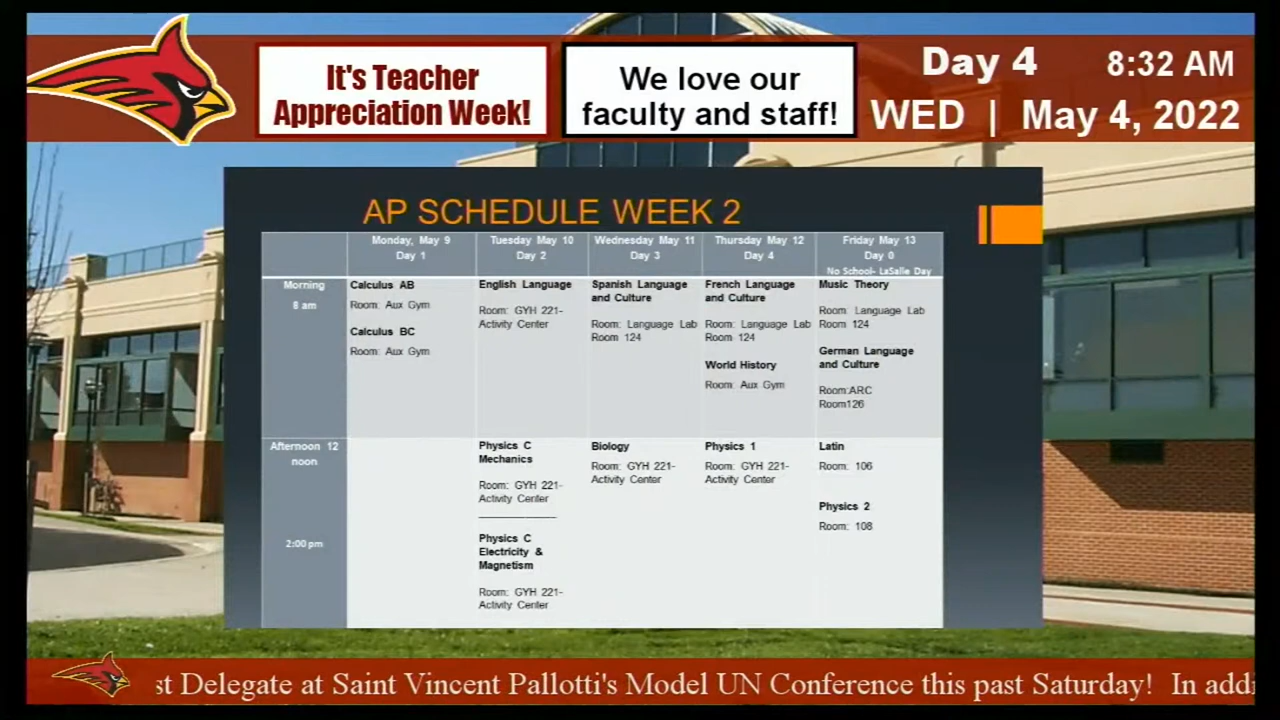 It's Teacher
Appreciation Week!
We love our
faculty and staff!
Day 4
8:32 AM
WED | May 4, 2022
AP SCHEDULE WEEK 2
Monday, May 9
Day 1
Tuesday May 10
Day 2
Wednesday May 11
Day 3
Thursday May 12
Day 4
Friday May 13
Day 0
No School- LaSalle Day
Morning
8 am
Calculus AB
Room: Aux Gym
Calculus BC
Room: Aux Gym
English Language
Room: GYH 221-
Activity Center
Spanish Language
and Culture
Room: Language Lab
Room 124
French Language
and Culture
Room: Language Lab
Room 124
World History
Room: Aux Gym
Music Theory
Room: Language Lab
Room 124
German Language
and Culture
Room:ARC
Room126
Afternoon 12
noon
2:00 pm
Physics C
Mechanics
Room: GYH 221-
Activity Center
Physics C
Electricity &
Magnetism
Room: GYH 221-
Activity Center
Biology
Room: GYH 221-
Activity Center
Physics 1
Room: GYH 221-
Activity Center
Latin
Room: 106
Physics 2
Room: 108
st Delegate at Saint Vincent Pallotti's Model UN Conference this past Saturday! In addi